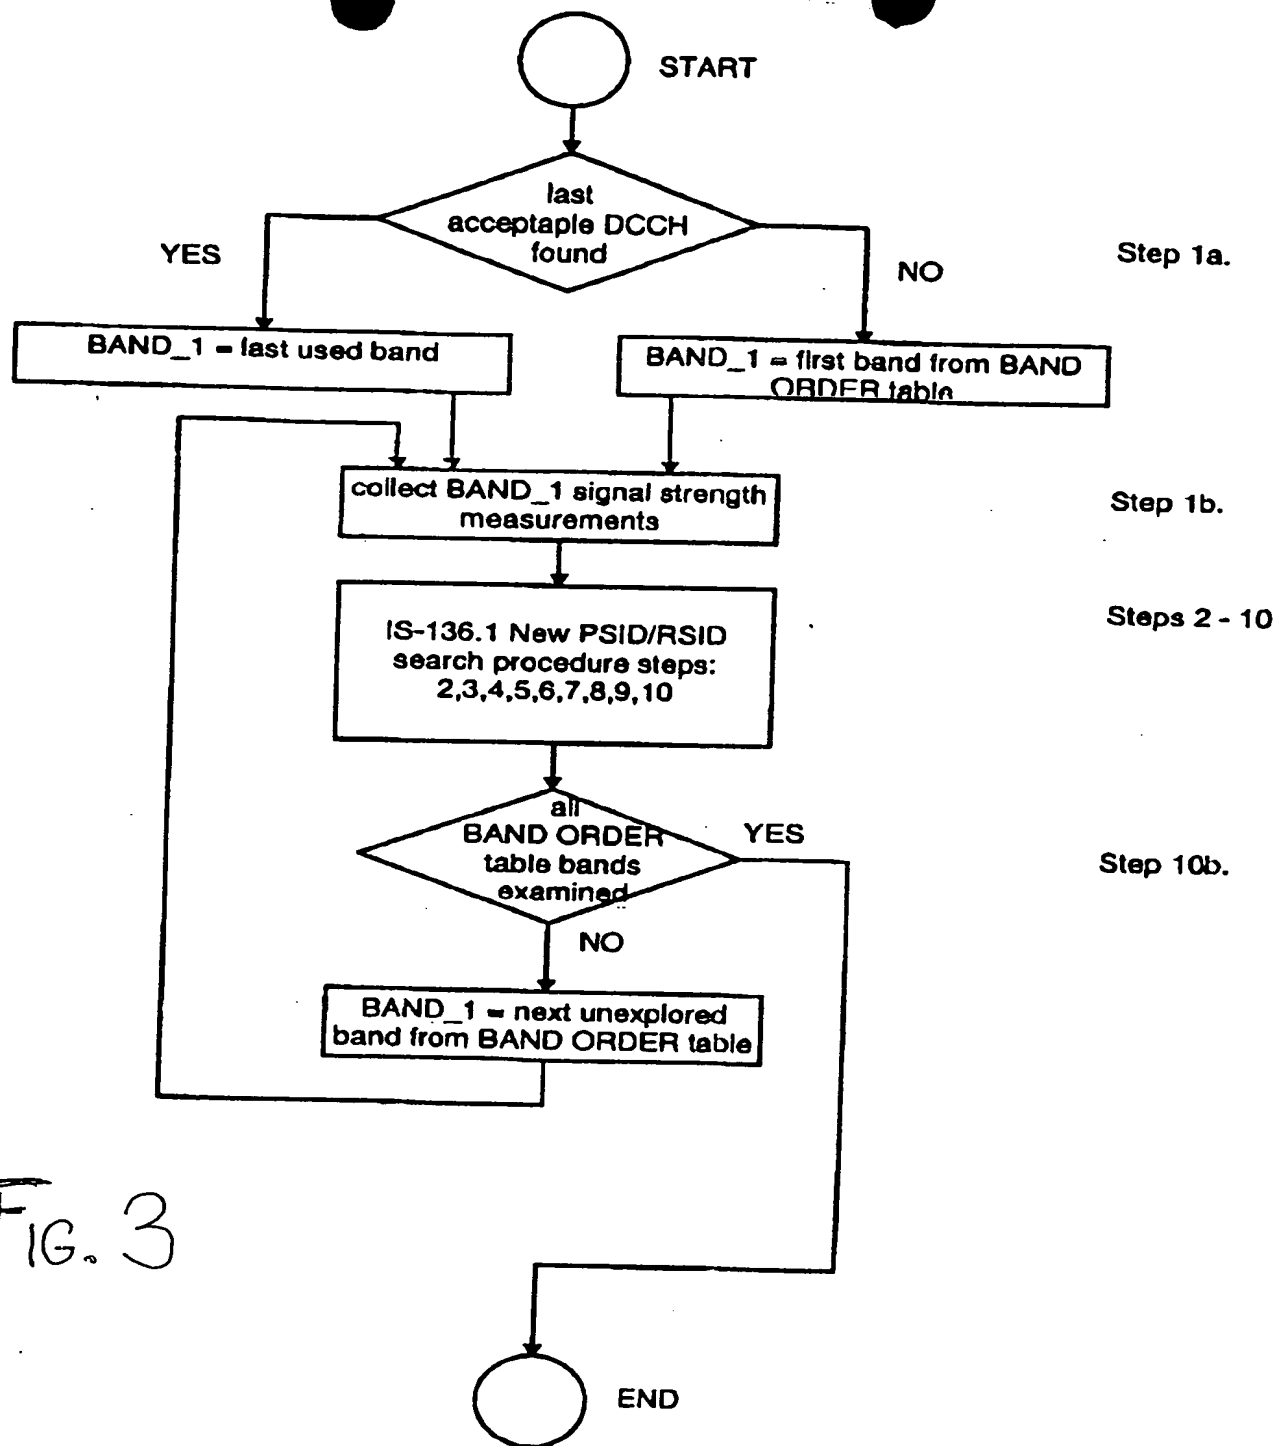 START
last
acceptaple DCCH
found
YES
NO
Step 1a.
BAND_1 = last used band
BAND_1 = first band from BAND
ORDER table
collect BAND_1 signal strength
measurements
Step 1b.
IS-136.1 New PSID/RSID
search procedure steps:
2,3,4,5,6,7,8,9,10
Steps 2 - 10
all
BAND ORDER
table bands
examined
YES
Step 10b.
NO
BAND_1 = next unexplored
band from BAND ORDER table
FIG. 3
END